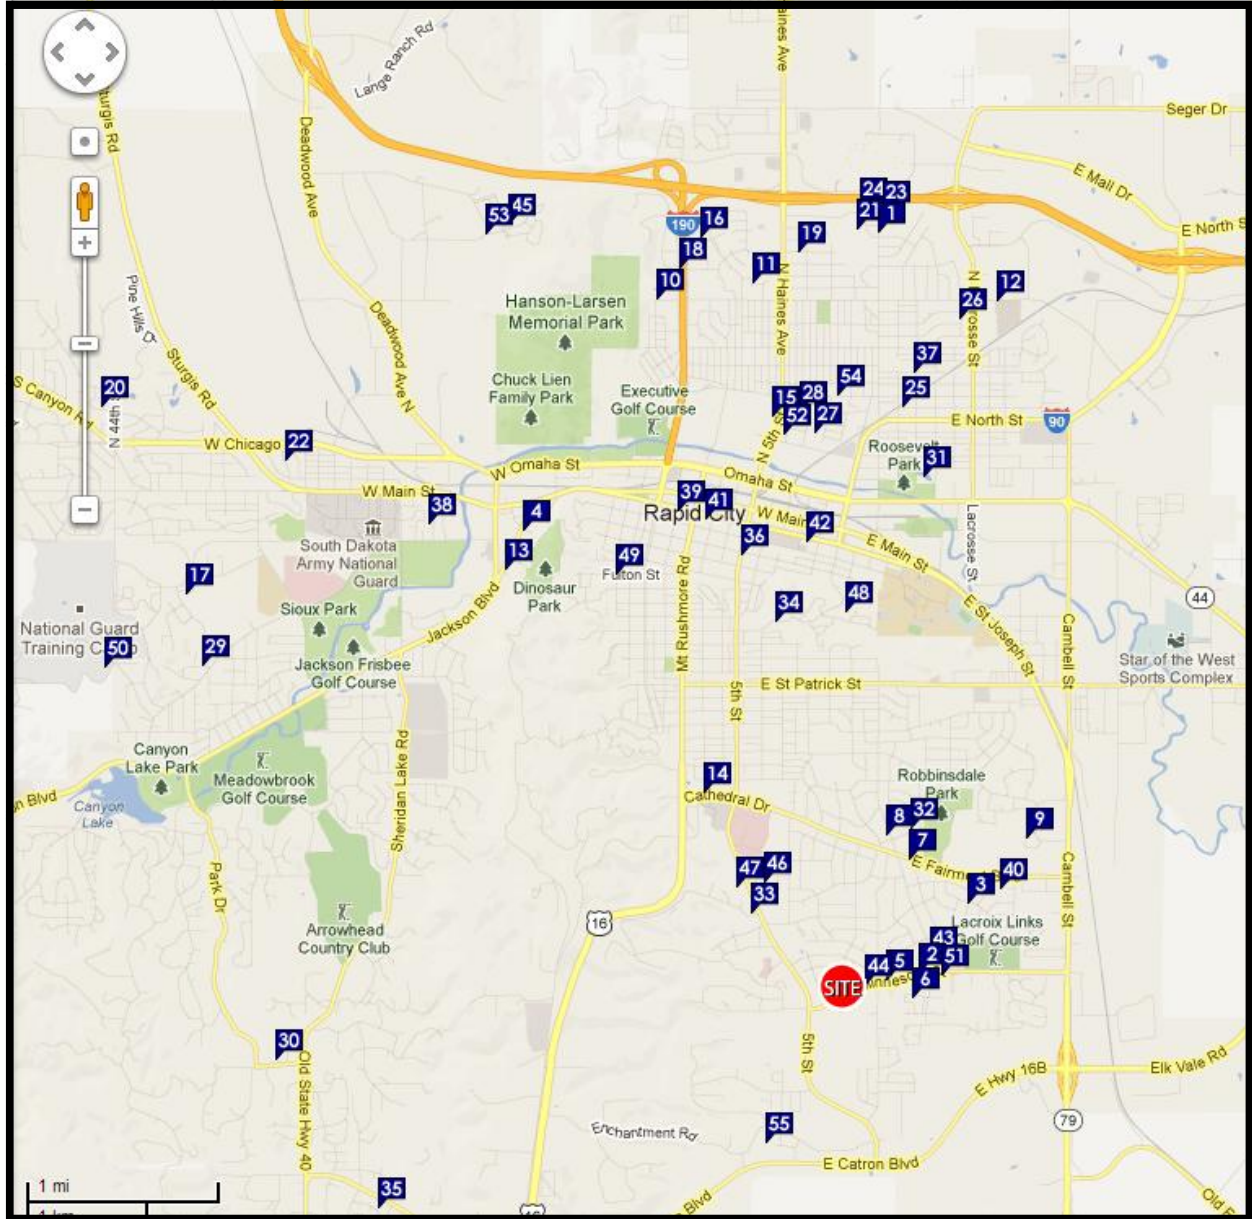 Lange Ranch Rd
aines Ave
Seger Dr
turgis Rd
Deadwood Ave
E Mall Dr
24
23
53
45
16
21
1
190
E North S
19
18
11
10
N Haines Ave
12
26
Pine Hills D
Hanson-Larsen
Memorial Park
Deadwood Ave N
Sturgis Rd
37
20
S Canyon Rd
N 44th
Chuck Lien
Family Park
Executive
Golf Course
54
15
28
25
52
27
N 5th St
E North St
90
W Chicago
22
Roosevelt
Park
31
W Omaha St
Omaha St
W Main St
38
4
39
41
Rapid City
W Main
42
South Dakota
Army National
Guard
36
E Main St
Lacrosse St
13
49
Fulton St
Dinosaur
Park
17
34
48
44
Sioux Park
Jackson Blvd
Mt Rushmore Rd
E St Joseph St
Cambell St
National Guard
50
29
Jackson Frisbee
Golf Course
Star of the West
Sports Complex
5th St
E St Patrick St
Canyon
Lake Park
Meadowbrook
Golf Course
Sheridan Lake Rd
14
Cathedral Dr
Robbinsdale
Park
n Blvd
Canyon
Lake
8
32
9
7
Park Dr
47
46
40
3
Cambell St
33
16
Arrowhead
Country Club
Lacroix Links
Golf Course
43
44
5
2
51
6
SITE
30
Old State Hwy 40
5th St
E Hwy 16B
Elk Vale Rd
55
Enchantment Rd
79
E Catron Blvd
1 mi
35
Blvd